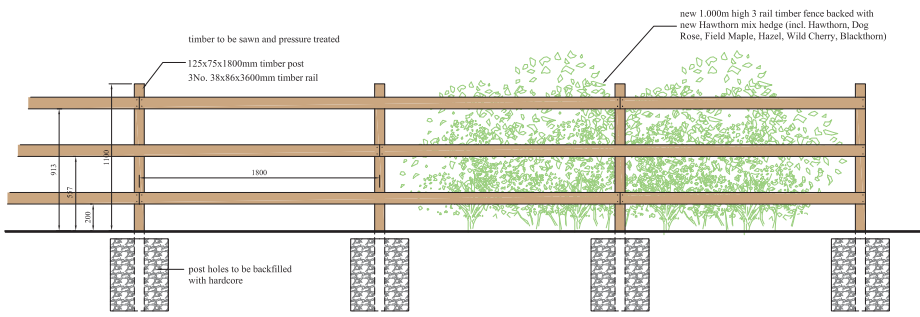 new 1.000m high 3 rail timber fence backed with
new Hawthorn mix hedge (incl. Hawthorn, Dog
Rose, Field Maple, Hazel, Wild Cherry, Blackthorn)
timber to be sawn and pressure treated
125x75x1800mm timber post
3No. 38x86x3600mm timber rail
913
557
200
1100
1800
post holes to be backfilled
with hardcore